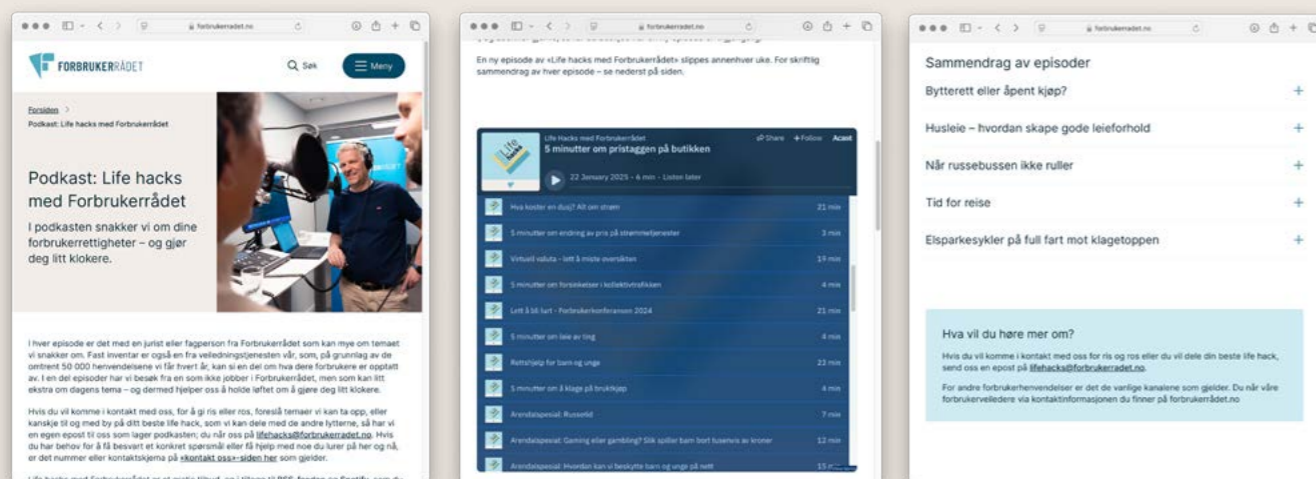 forbrukerradet.no
FORBRUKERRÅDET
Søk
Meny
Forsiden >
Podkast: Life hacks med Forbrukerrådet
Podkast: Life hacks
med Forbrukerrådet
I podkasten snakker vi om dine
forbrukerrettigheter – og gjør
deg litt klokere.
I hver episode er det med en jurist eller fagperson fra Forbrukerrådet som kan mye om temaet
vi snakker om. Fast inventar er også en fra veiledningstjenesten vår, som, på grunnlag av de
omtrent 50 000 henvendelsene vi får hvert år, kan si en del om hva dere forbrukere er opptatt
av. I en del episoder har vi besøk fra en som ikke jobber i Forbrukerrådet, men som kan litt
ekstra om dagens tema – og dermed hjelper oss å holde løftet om å gjøre deg litt klokere.
Hvis du vil komme i kontakt med oss, for å gi ris eller ros, foreslå temaer vi kan ta opp, eller
kanskje til og med by på ditt beste life hack, som vi kan dele med de andre lytterne, så har vi
en egen epost til oss som lager podkasten; du når oss på lifehacks@forbrukerradet.no. Hvis
du har behov for å få besvart et konkret spørsmål eller få hjelp med noe du lurer på her og nå,
er det nummer eller kontaktskjema på «kontakt oss»-siden her som gjelder.
forbrukerradet.no
En ny episode av «Life hacks med Forbrukerrådet» slippes annenhver uke. For skriftlig
sammendrag av hver episode – se nederst på siden.
Life hacks
Life Hacks med Forbrukerrådet
Share + Follow Acast
5 minutter om pristaggen på butikken
22 January 2025 - 6 min - Listen later
Hva koster en dusj? Alt om strøm 21 min
5 minutter om endring av pris på strømmetjenester 3 min
Virtuell valuta - lett å miste oversikten 19 min
5 minutter om forsinkelser i kollektivtrafikken 4 min
Lett å bli lurt - Forbrukerkonferansen 2024 21 min
5 minutter om leie av ting 4 min
Rettshjelp for barn og unge 23 min
5 minutter om å klage på bruktkjøp 4 min
Arendalspesial: Russetid 7 min
Arendalspesial: Gaming eller gambling? Slik spiller barn bort tusenvis av kroner 12 min
Arendalspesial: Hvordan kan vi beskytte barn og unge på nett 15 min
forbrukerradet.no
Sammendrag av episoder
Bytterett eller åpent kjøp? +
Husleie – hvordan skape gode leieforhold +
Når russebussen ikke ruller +
Tid for reise +
Elsparkesykler på full fart mot klagetoppen +
Hva vil du høre mer om?
Hvis du vil komme i kontakt med oss for ris og ros eller du vil dele din beste life hack,
send oss en epost på lifehacks@forbrukerradet.no
For andre forbrukerhenvendelser er det de vanlige kanalene som gjelder. Du når våre
forbrukerveiledere via kontaktinformasjonen du finner på forbrukerrådet.no